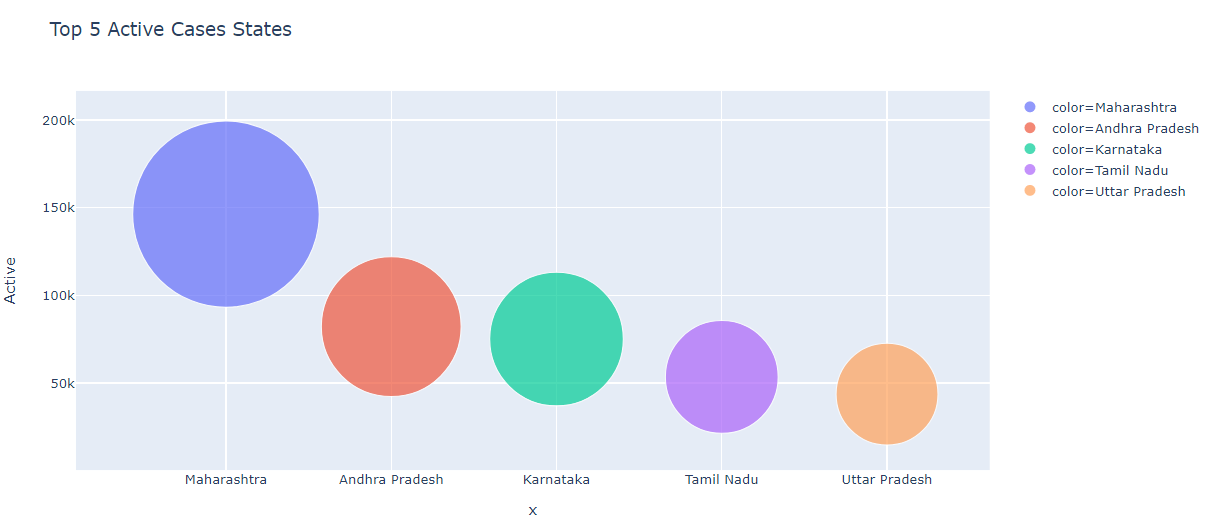 Top 5 Active Cases States
color=Maharashtra
color=Andhra Pradesh
color=Karnataka
color=Tamil Nadu
color=Uttar Pradesh
Active
200k
150k
100k
50k
Maharashtra Andhra Pradesh Karnataka Tamil Nadu Uttar Pradesh
x